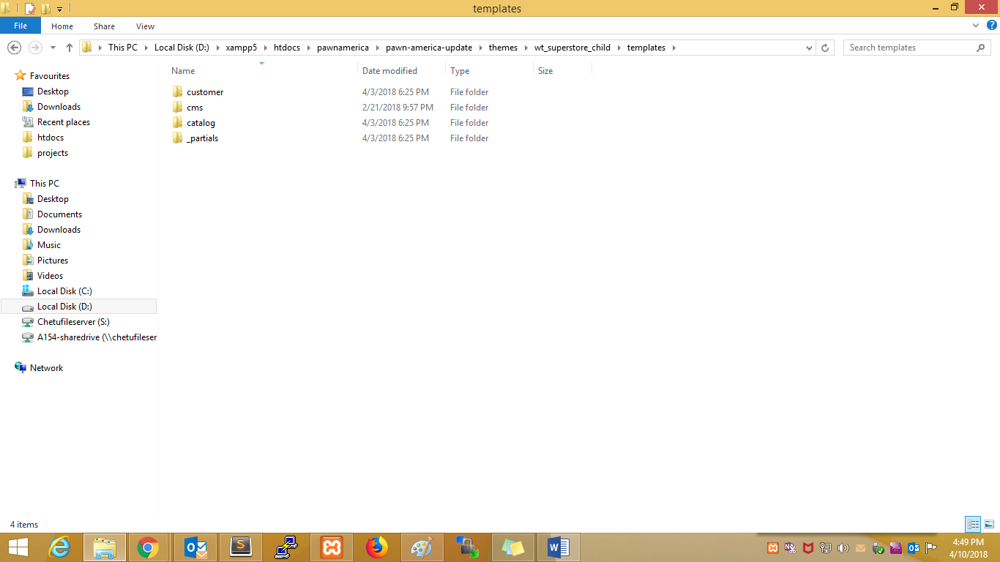 templates
File Home Share View
This PC Local Disk (D:) xampp5 htdocs pawnamerica pawn-america-update themes wt_superstore_child templates
Search templates
Name Date modified Type Size
customer 4/3/2018 6:25 PM File folder
cms 2/21/2018 9:57 PM File folder
catalog 4/3/2018 6:25 PM File folder
_partials 4/3/2018 6:25 PM File folder
Favourites
Desktop
Downloads
Recent places
htdocs
projects
This PC
Desktop
Documents
Downloads
Music
Pictures
Videos
Local Disk (C:)
Local Disk (D:)
Chetufileserver (S:)
A154-sharedrive (\\chetufileser
Network
4 items
4:49 PM
4/10/2018